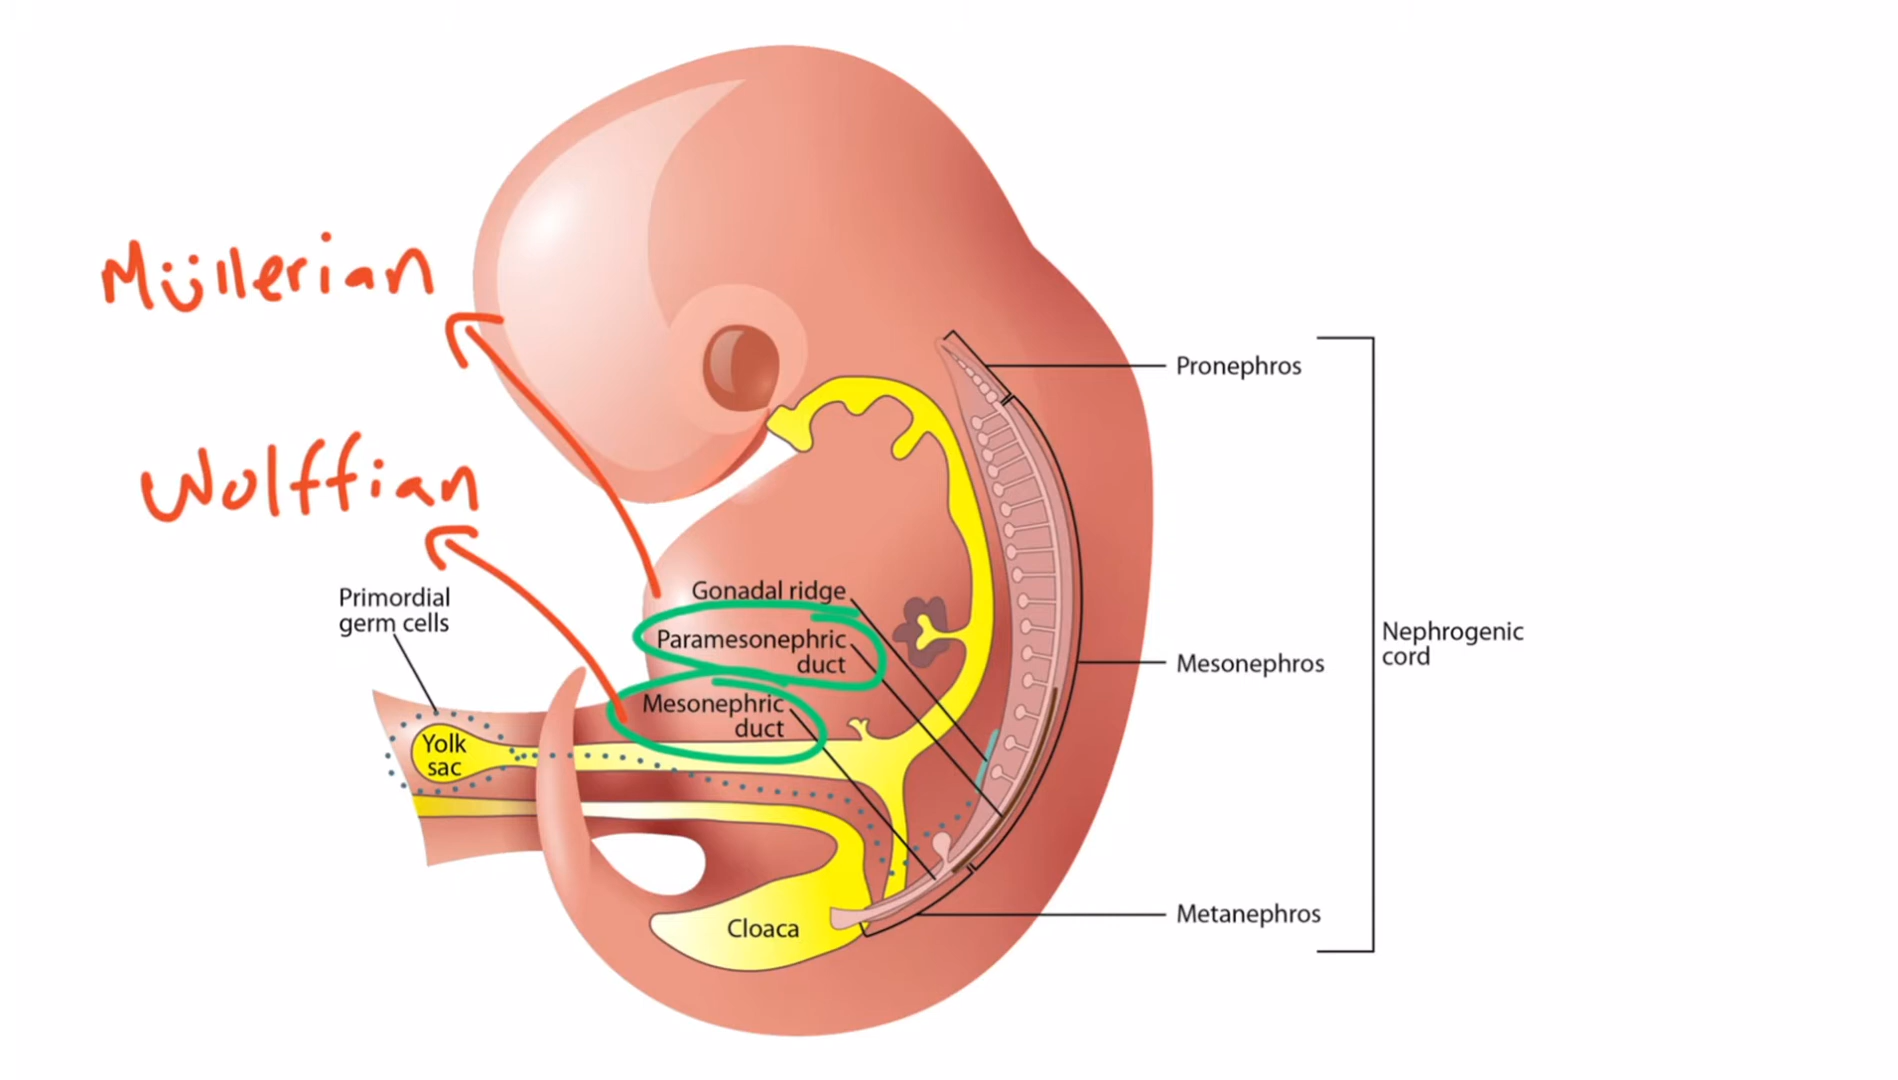 Müllerian
Pronephros
Wolffian
Primordial
germ cells
Gonadal ridge
Paramesonephric
duct
Mesonephric
duct
Nephrogenic
cord
Mesonephros
Yolk
sac
Cloaca
Metanephros